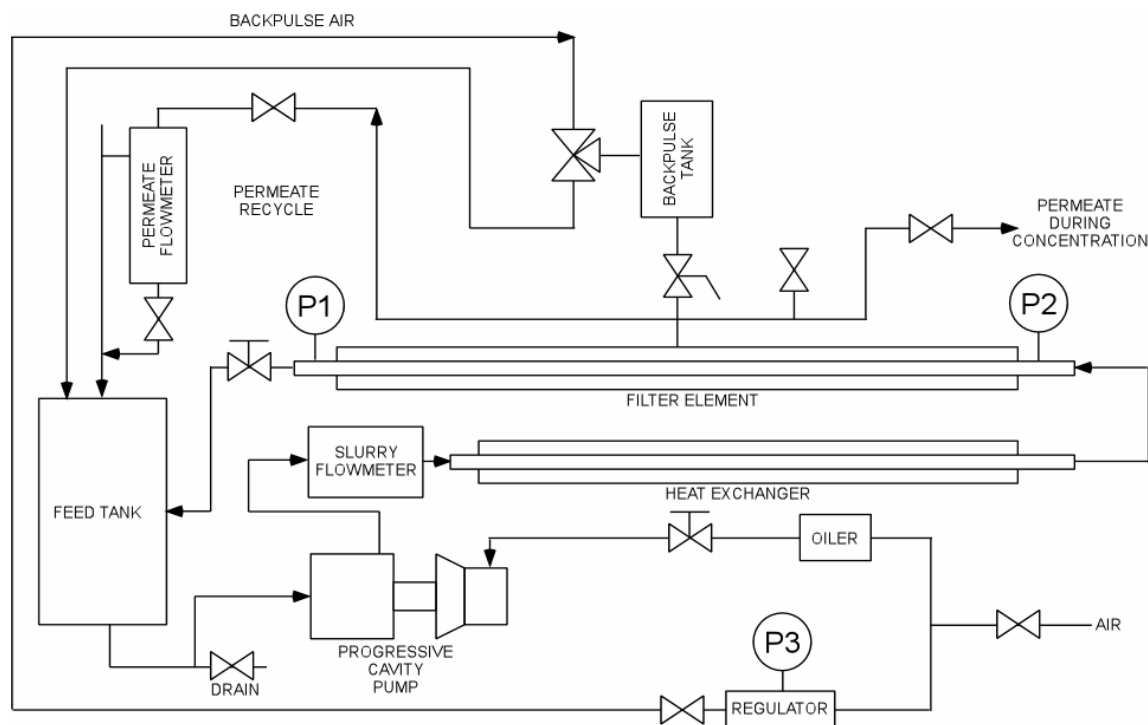 BACKPULSE AIR
PERMEATE
FLOWMETER
PERMEATE
RECYCLE
BACKPULSE
TANK
PERMEATE
DURING
CONCENTRATION
P1
P2
FILTER ELEMENT
SLURRY
FLOWMETER
HEAT EXCHANGER
FEED TANK
OILER
PROGRESSIVE
CAVITY
PUMP
P3
AIR
DRAIN
REGULATOR